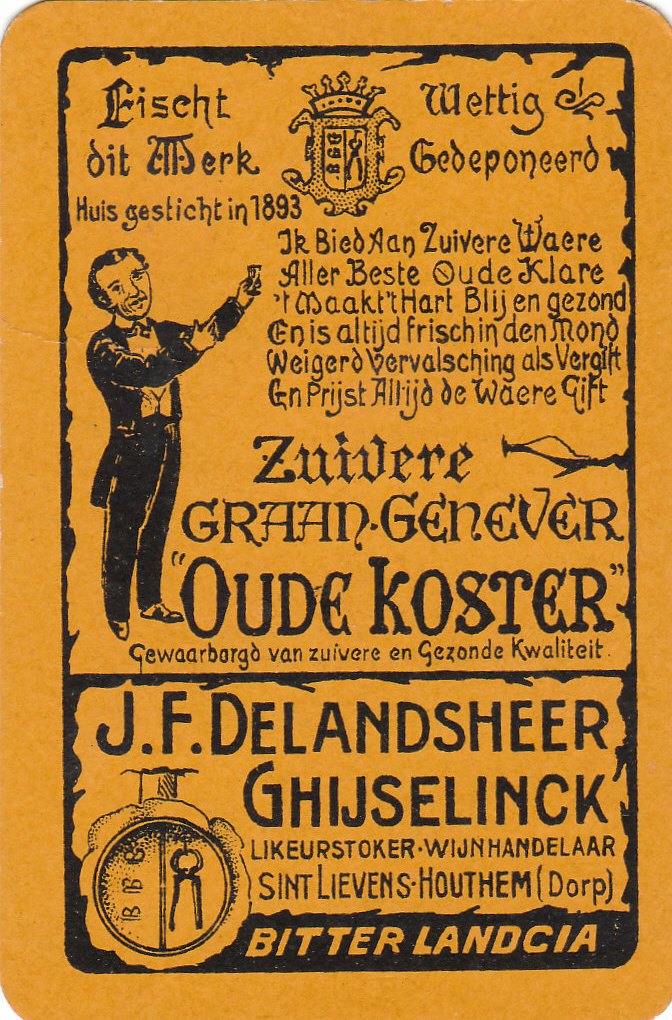 Eischt
dit Merk
Wettig
Gedeponeerd
Huis gesticht in 1893
Ik Bied Aan Zuivere Waere
Aller Beste Oude Klare
't Maakt 't Hart Blij en gezond
En is altijd frisch in den Mond
Weigerd Vervalsching als Vergift
En Prijst Altijd de Waere Gift
Zuivere
GRAAN·GENEVER
"OUDE KOSTER"
Gewaarborgd van zuivere en Gezonde Kwaliteit.
J.F. DELANDSHEER
GHIJSELINCK
LIKEURSTOKER·WIJNHANDELAAR
SINT LIEVENS·HOUTHEM (Dorp)
B B B
BITTER LANDCIA